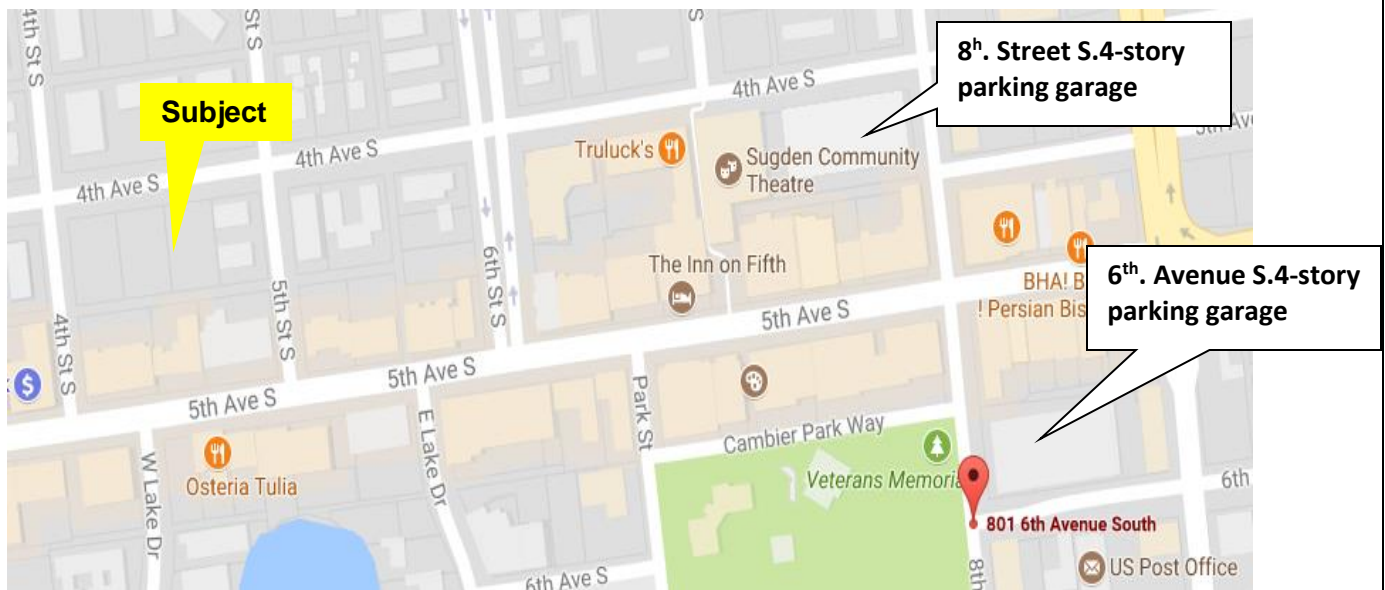 4th St S
St S
S
8h. Street S.4-story
parking garage
Subject
4th Ave S
Truluck's
Sugden Community
Theatre
4th Ave S
4th Ave S
6th St S
The Inn on Fifth
BHA! B
! Persian Bis
6th. Avenue S.4-story
parking garage
5th St S
5th Ave S
4th St S
$
5th Ave S
5th Ave S
Park St
E Lake Dr
Cambier Park Way
Osteria Tulia
W Lake Dr
Veterans Memoria
6th
801 6th Avenue South
US Post Office
6th Ave S
8th